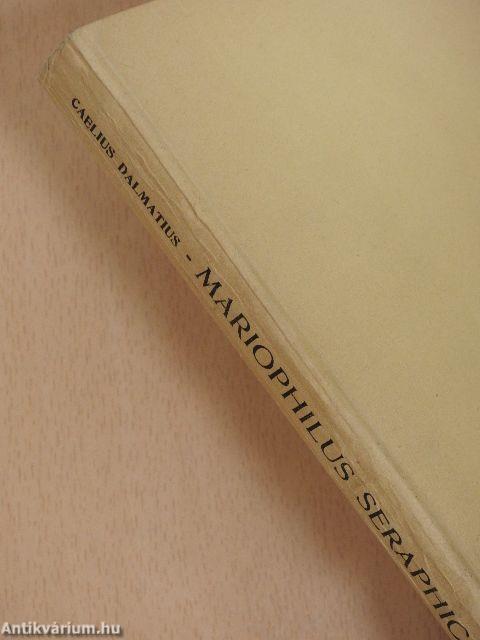 CAELIUS DALMATIUS - MARIOPHILUS SERAPHIC
Antikvárium.hu